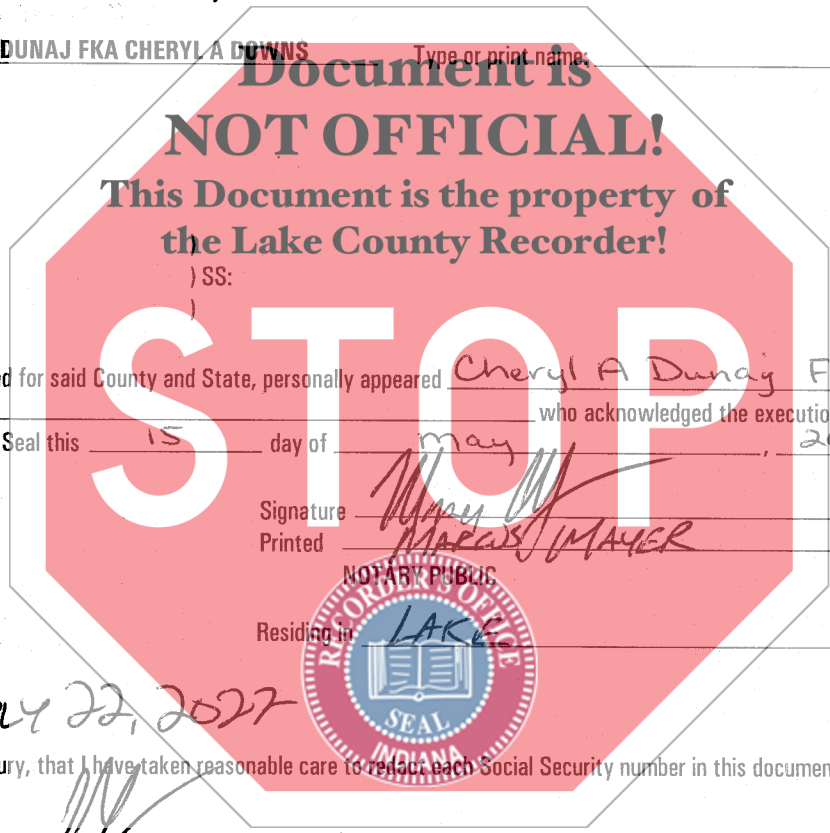 DUNAJ FKA CHERYL A DOWNS Type or print name:
Document is
NOT OFFICIAL!
This Document is the property of
the Lake County Recorder!
)
) SS:
)
STOP
d for said County and State, personally appeared Cheryl A Dunaj F
who acknowledged the executio
Seal this 15 day of May , 20
Signature
Printed MARCUS MAYER
NOTARY PUBLIC
Residing in LAKE
RECORDER'S OFFICE
SEAL
INDIANA
LY 22, 2022
ury, that I have taken reasonable care to redact each Social Security number in this documen